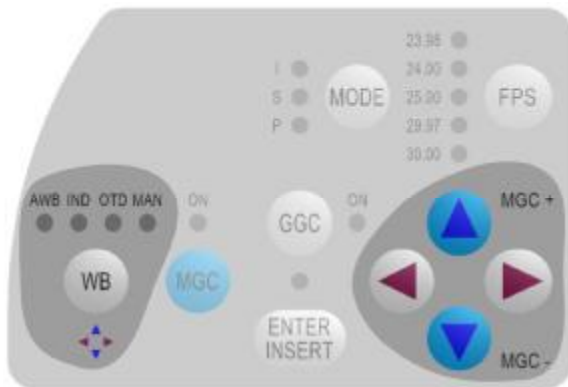 23.98
24.00
I
S
MODE
25.00
FPS
P
29.97
30.00
AWB IND OTD MAN
ON
ON
MGC +
GGC
WB
MGC
ENTER
INSERT
MGC -